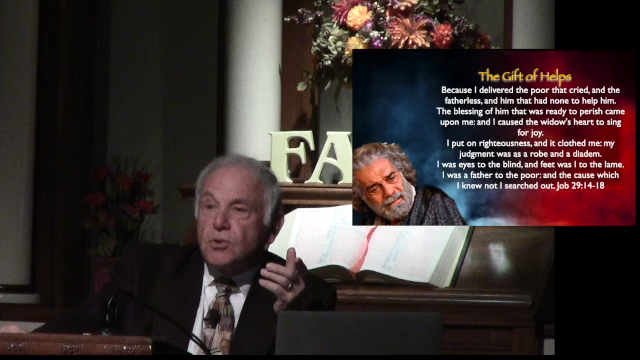 The Gift of Helps
Because I delivered the poor that cried, and the
fatherless, and him that had none to help him.
The blessing of him that was ready to perish came
upon me: and I caused the widow's heart to sing
for joy.
I put on righteousness, and it clothed me: my
judgment was as a robe and a diadem.
I was eyes to the blind, and feet was I to the lame.
I was a father to the poor: and the cause which
I knew not I searched out. Job 29:14-18
FA